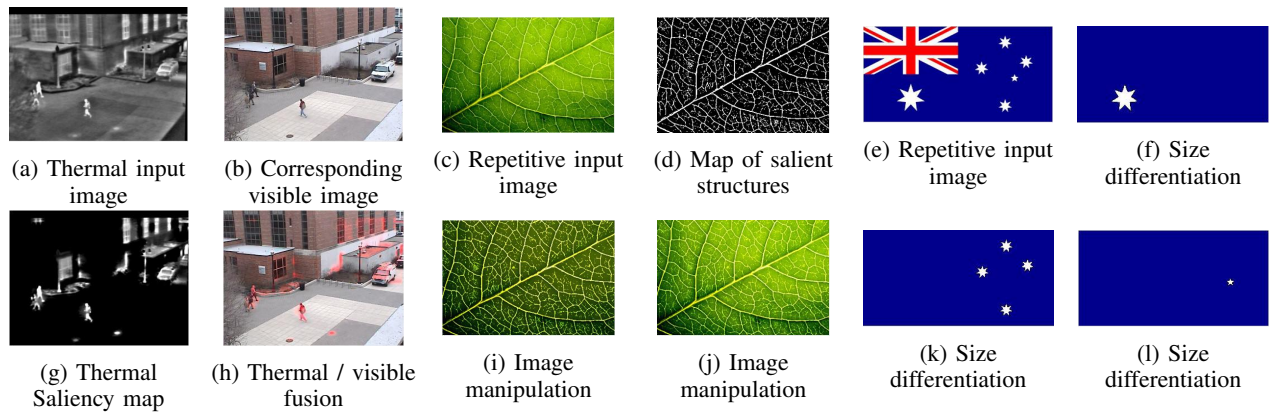 (a) Thermal input
image
(b) Corresponding
visible image
(c) Repetitive input
image
(d) Map of salient
structures
(e) Repetitive input
image
(f) Size
differentiation
(g) Thermal
Saliency map
(h) Thermal / visible
fusion
(i) Image
manipulation
(j) Image
manipulation
(k) Size
differentiation
(l) Size
differentiation